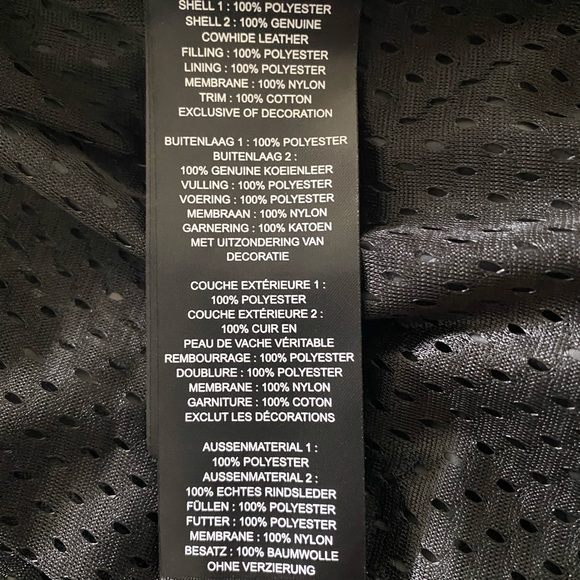 SHELL 1 : 100% POLYESTER
SHELL 2 : 100% GENUINE
COWHIDE LEATHER
FILLING : 100% POLYESTER
LINING : 100% POLYESTER
MEMBRANE : 100% NYLON
TRIM : 100% COTTON
EXCLUSIVE OF DECORATION
BUITENLAAG 1 : 100% POLYESTER
BUITENLAAG 2 :
100% GENUINE KOEIENLEER
VULLING : 100% POLYESTER
VOERING : 100% POLYESTER
MEMBRAAN : 100% NYLON
GARNERING : 100% KATOEN
MET UITZONDERING VAN
DECORATIE
COUCHE EXTÉRIEURE 1 :
100% POLYESTER
COUCHE EXTÉRIEURE 2 :
100% CUIR EN
PEAU DE VACHE VÉRITABLE
REMBOURRAGE : 100% POLYESTER
DOUBLURE : 100% POLYESTER
MEMBRANE : 100% NYLON
GARNITURE : 100% COTON
EXCLUT LES DÉCORATIONS
AUSSENMATERIAL 1 :
100% POLYESTER
AUSSENMATERIAL 2 :
100% ECHTES RINDSLEDER
FÜLLEN : 100% POLYESTER
FUTTER : 100% POLYESTER
MEMBRANE : 100% NYLON
BESATZ : 100% BAUMWOLLE
OHNE VERZIERUNG